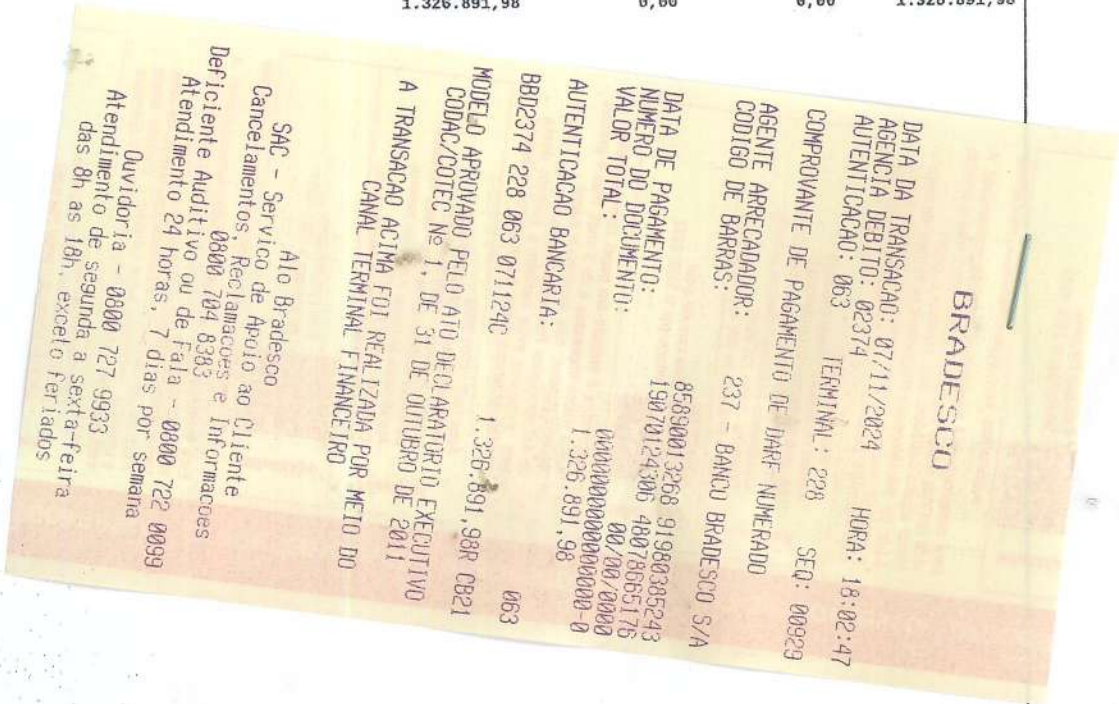 1.326.891,98 0,00 0,00 1.326.891,98
BRADESCO
DATA DA TRANSACAO: 07/11/2024 HORA: 18:02:47
AGENCIA DEBITO: 02374 TERMINAL: 228 SEQ: 00929
AUTENTICACAO: 063
COMPROVANTE DE PAGAMENTO DE DARF NUMERADO
AGENTE ARRECADADOR: 237 - BANCO BRADESCO S/A
CODIGO DE BARRAS: 85890013268 91980385243
19070124306 48078665176
DATA DE PAGAMENTO: 00/00/0000
NUMERO DO DOCUMENTO: 00000000000000000-0
VALOR TOTAL: 1.326.891,98
AUTENTICACAO BANCARIA:
BBD2374 228 063 071124C 1.326.891,98R CB21 063
MODELO APROVADO PELO ATO DECLARATORIO EXECUTIVO
CODAC/COTEC Nº 1, DE 31 DE OUTUBRO DE 2011
A TRANSACAO ACIMA FOI REALIZADA POR MEIO DO
CANAL TERMINAL FINANCEIRO
Alo Bradesco
SAC - Servico de Apoio ao Cliente
Cancelamentos, Reclamacoes e Informacoes
0800 704 8383
Deficiente Auditivo ou de Fala - 0800 722 0099
Atendimento 24 horas, 7 dias por semana
Ouvidoria - 0800 727 9933
Atendimento de segunda a sexta-feira
das 8h as 18h, exceto feriados